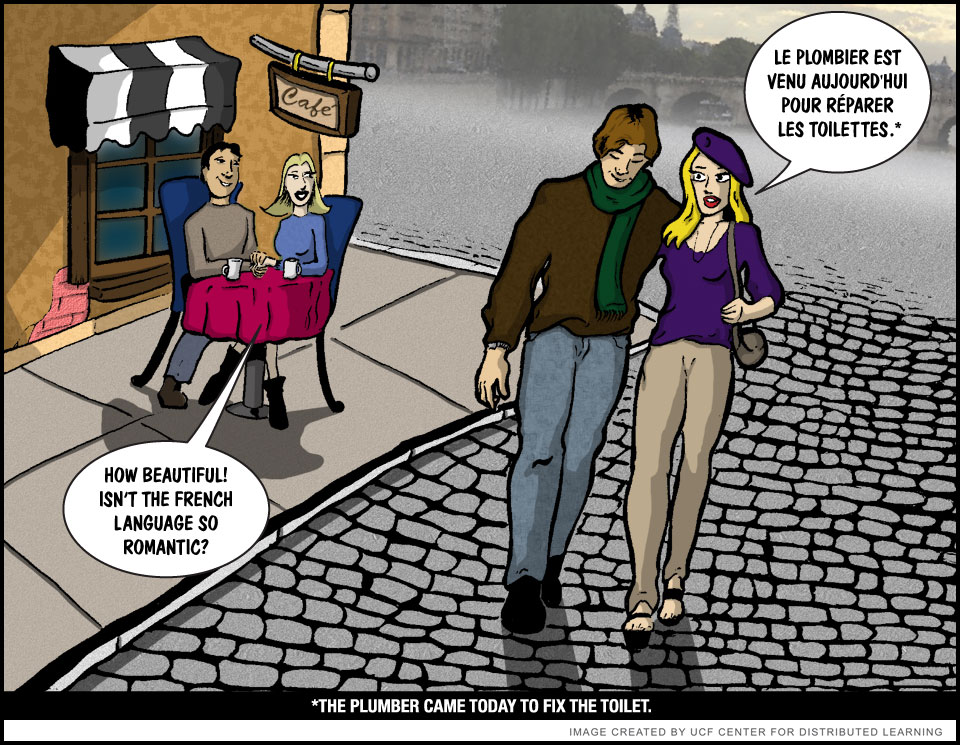 Café
LE PLOMBIER EST
VENU AUJOURD'HUI
POUR RÉPARER
LES TOILETTES.*
HOW BEAUTIFUL!
ISN'T THE FRENCH
LANGUAGE SO
ROMANTIC?
*THE PLUMBER CAME TODAY TO FIX THE TOILET.
IMAGE CREATED BY UCF CENTER FOR DISTRIBUTED LEARNING